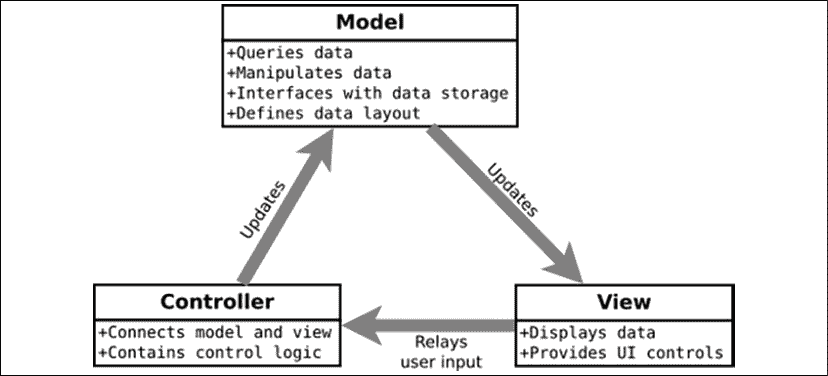 Model
+Queries data
+Manipulates data
+Interfaces with data storage
+Defines data layout
Updates
Updates
Controller
+Connects model and view
+Contains control logic
Relays
user input
View
+Displays data
+Provides UI controls